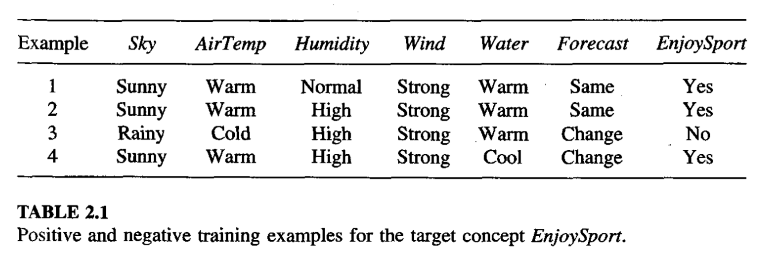 Example Sky AirTemp Humidity Wind Water Forecast EnjoySport
1 Sunny Warm Normal Strong Warm Same Yes
2 Sunny Warm High Strong Warm Same Yes
3 Rainy Cold High Strong Warm Change No
4 Sunny Warm High Strong Cool Change Yes
TABLE 2.1
Positive and negative training examples for the target concept EnjoySport.